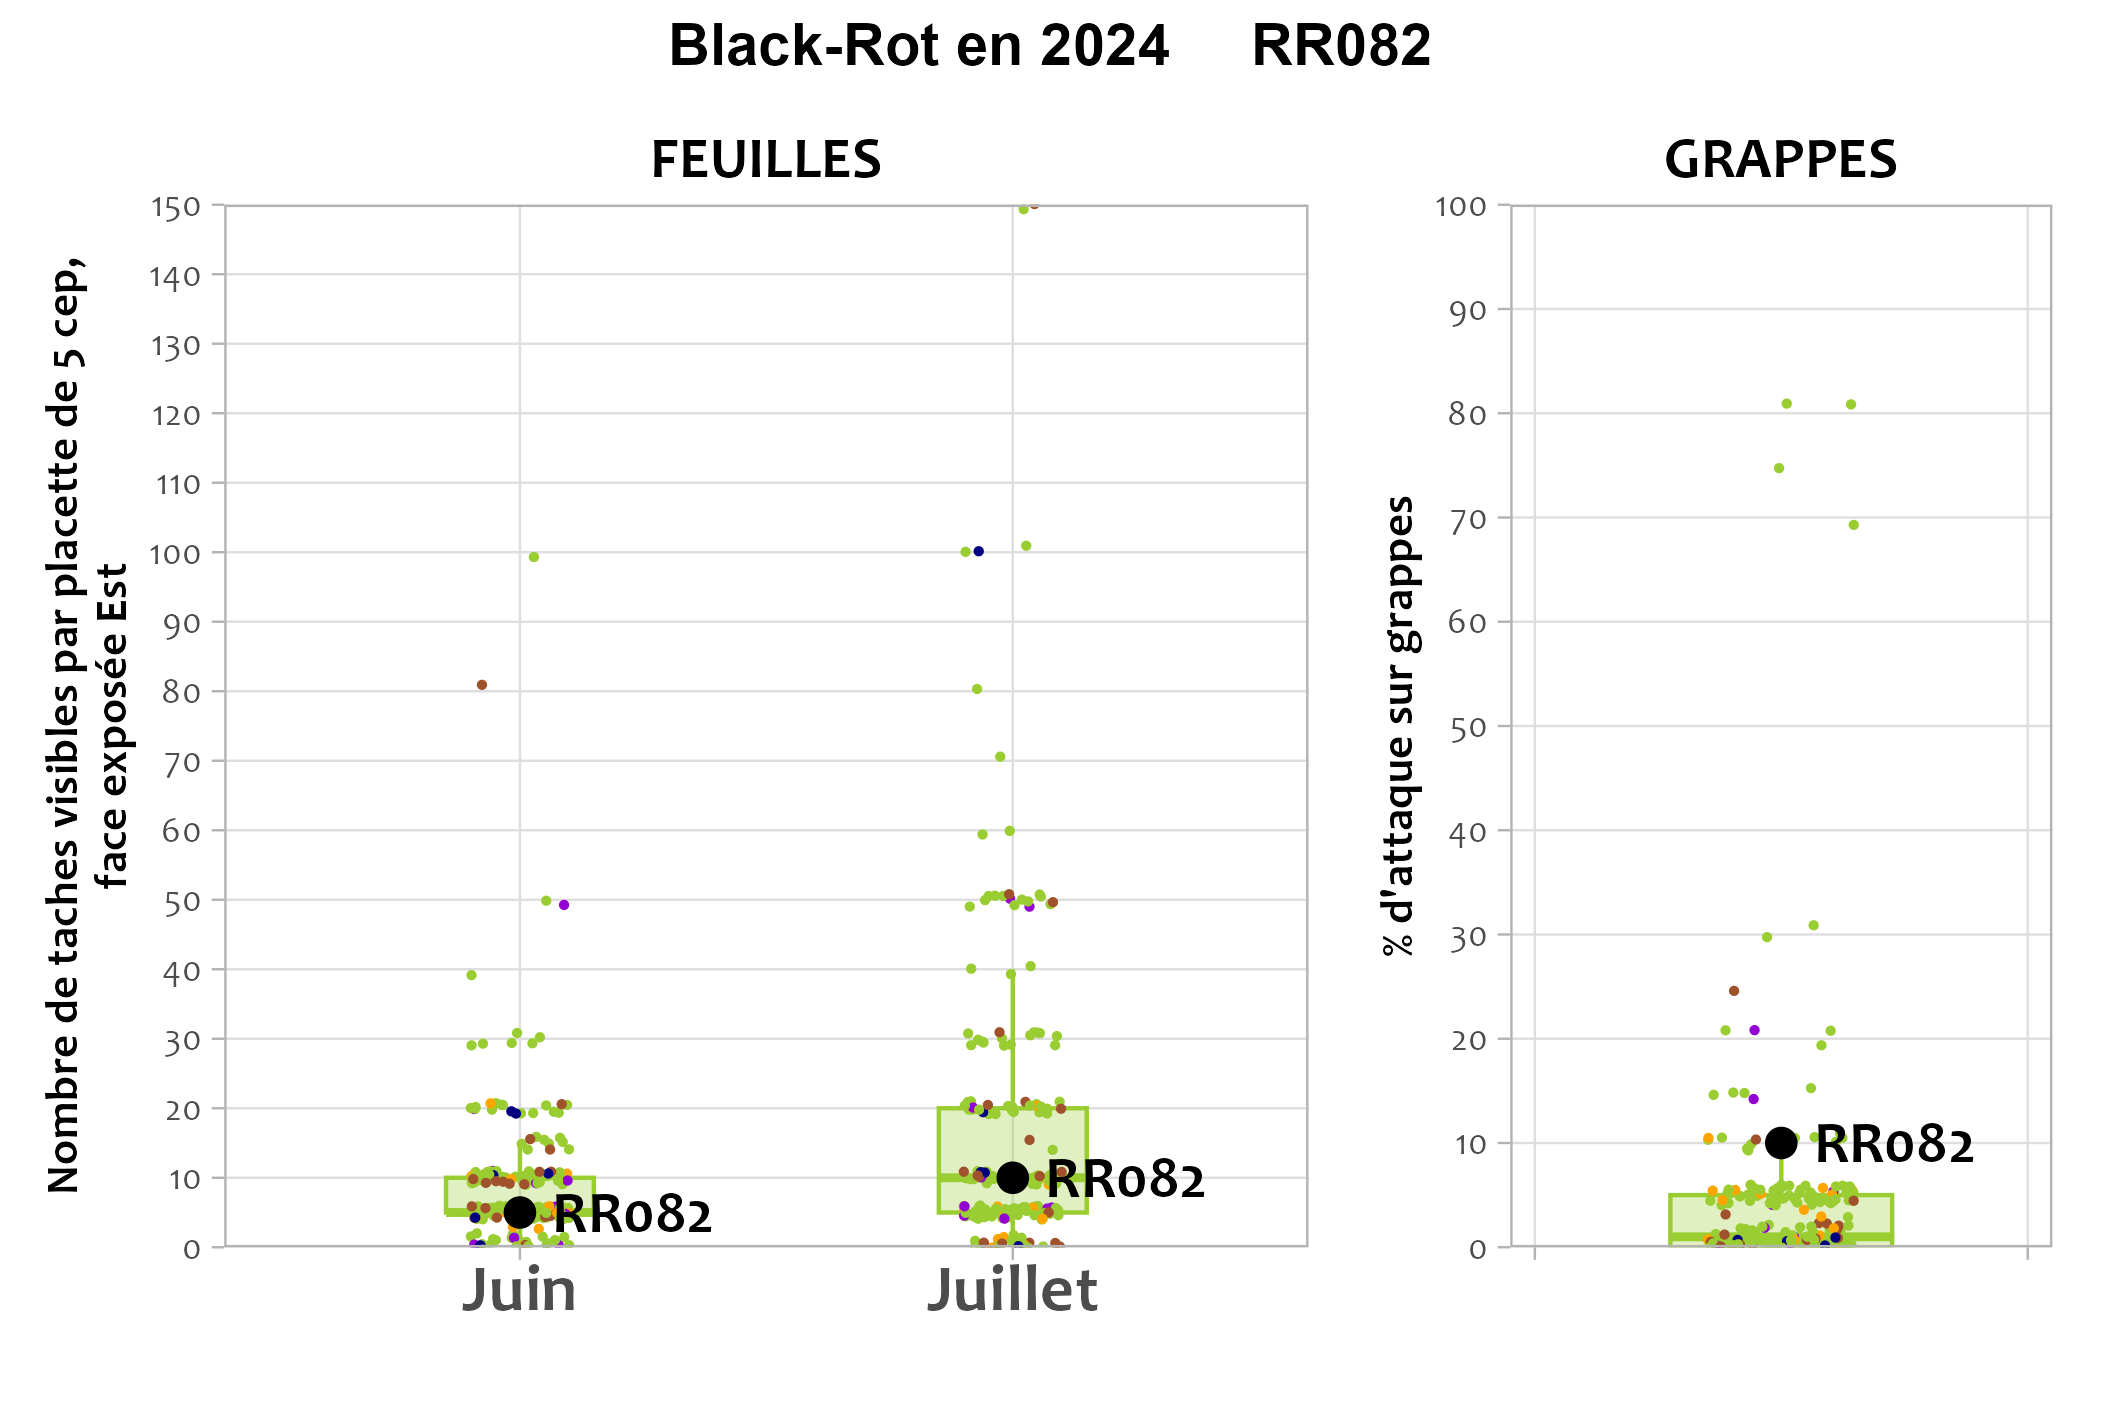 Black-Rot en 2024 RR082
FEUILLES
GRAPPES
Nombre de taches visibles par placette de 5 cep,
face exposée Est
150
140
130
120
110
100
90
80
70
60
50
40
30
20
10
0
RR082
RR082
Juin
Juillet
% d'attaque sur grappes
100
90
80
70
60
50
40
30
20
10
0
RR082